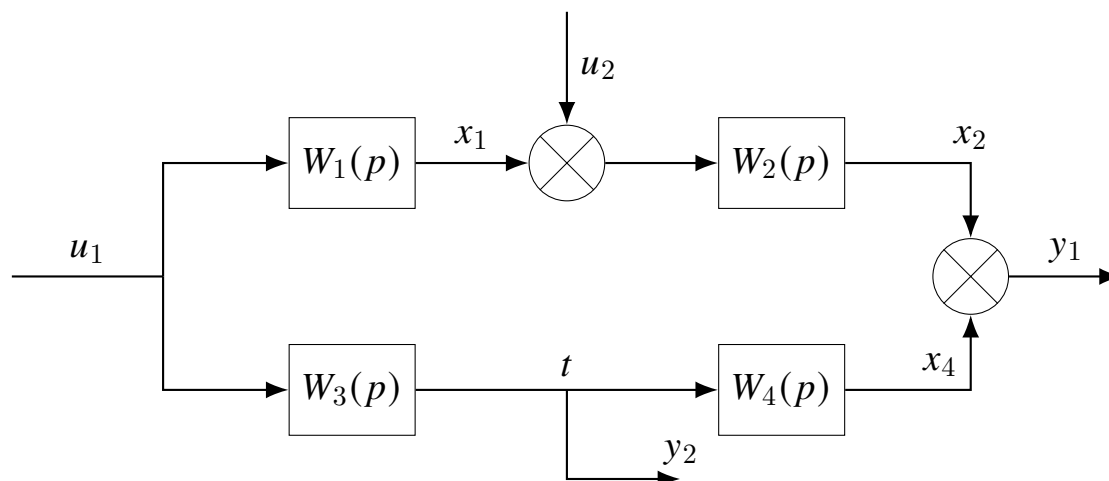 u₂
W₁(p)
x₁
W₂(p)
x₂
u₁
y₁
W₃(p)
t
W₄(p)
x₄
y₂